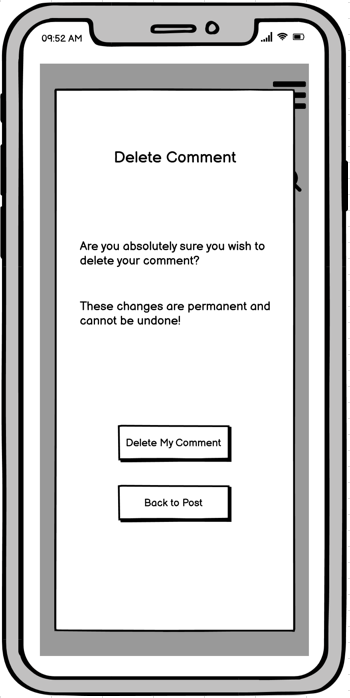 09:52 AM
Delete Comment
Are you absolutely sure you wish to
delete your comment?
These changes are permanent and
cannot be undone!
Delete My Comment
Back to Post